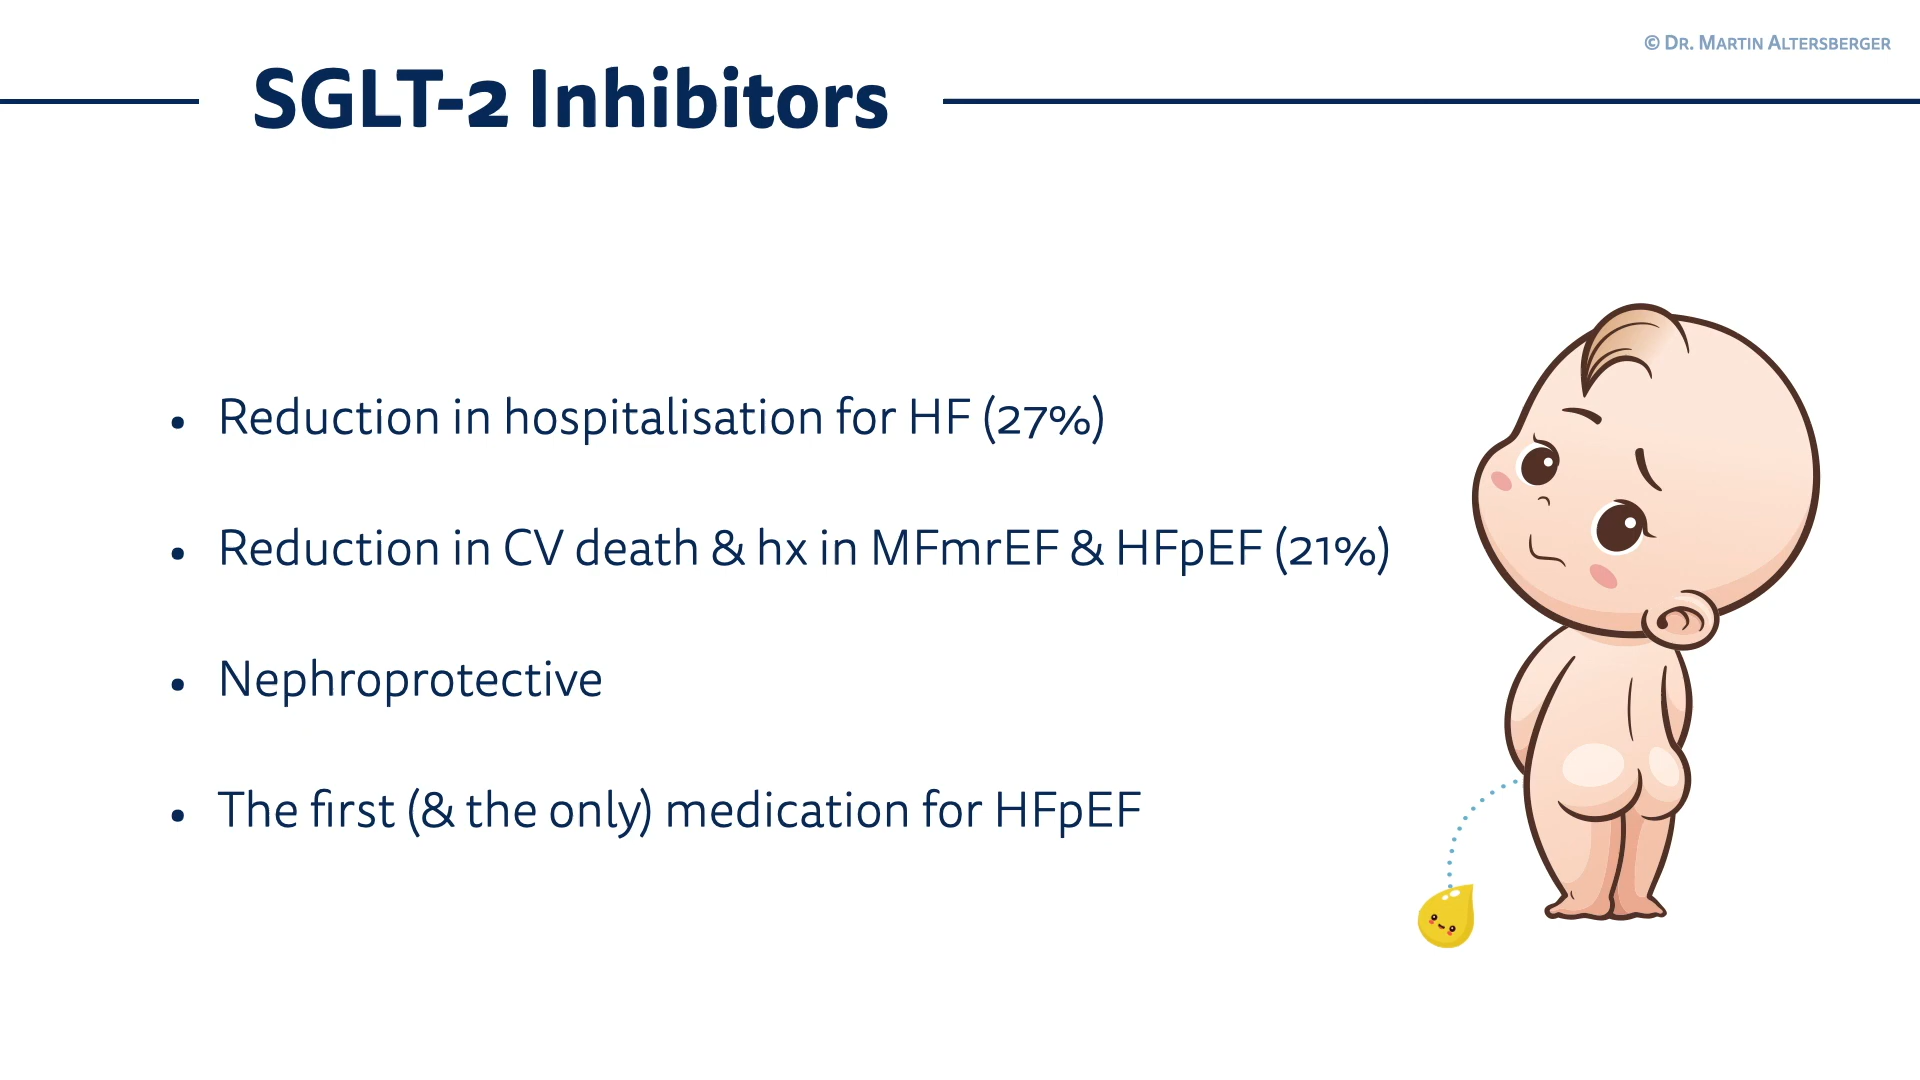 © Dr. Martin Altersberger
SGLT-2 Inhibitors
• Reduction in hospitalisation for HF (27%)
• Reduction in CV death & hx in MFmrEF & HFpEF (21%)
• Nephroprotective
• The first (& the only) medication for HFpEF